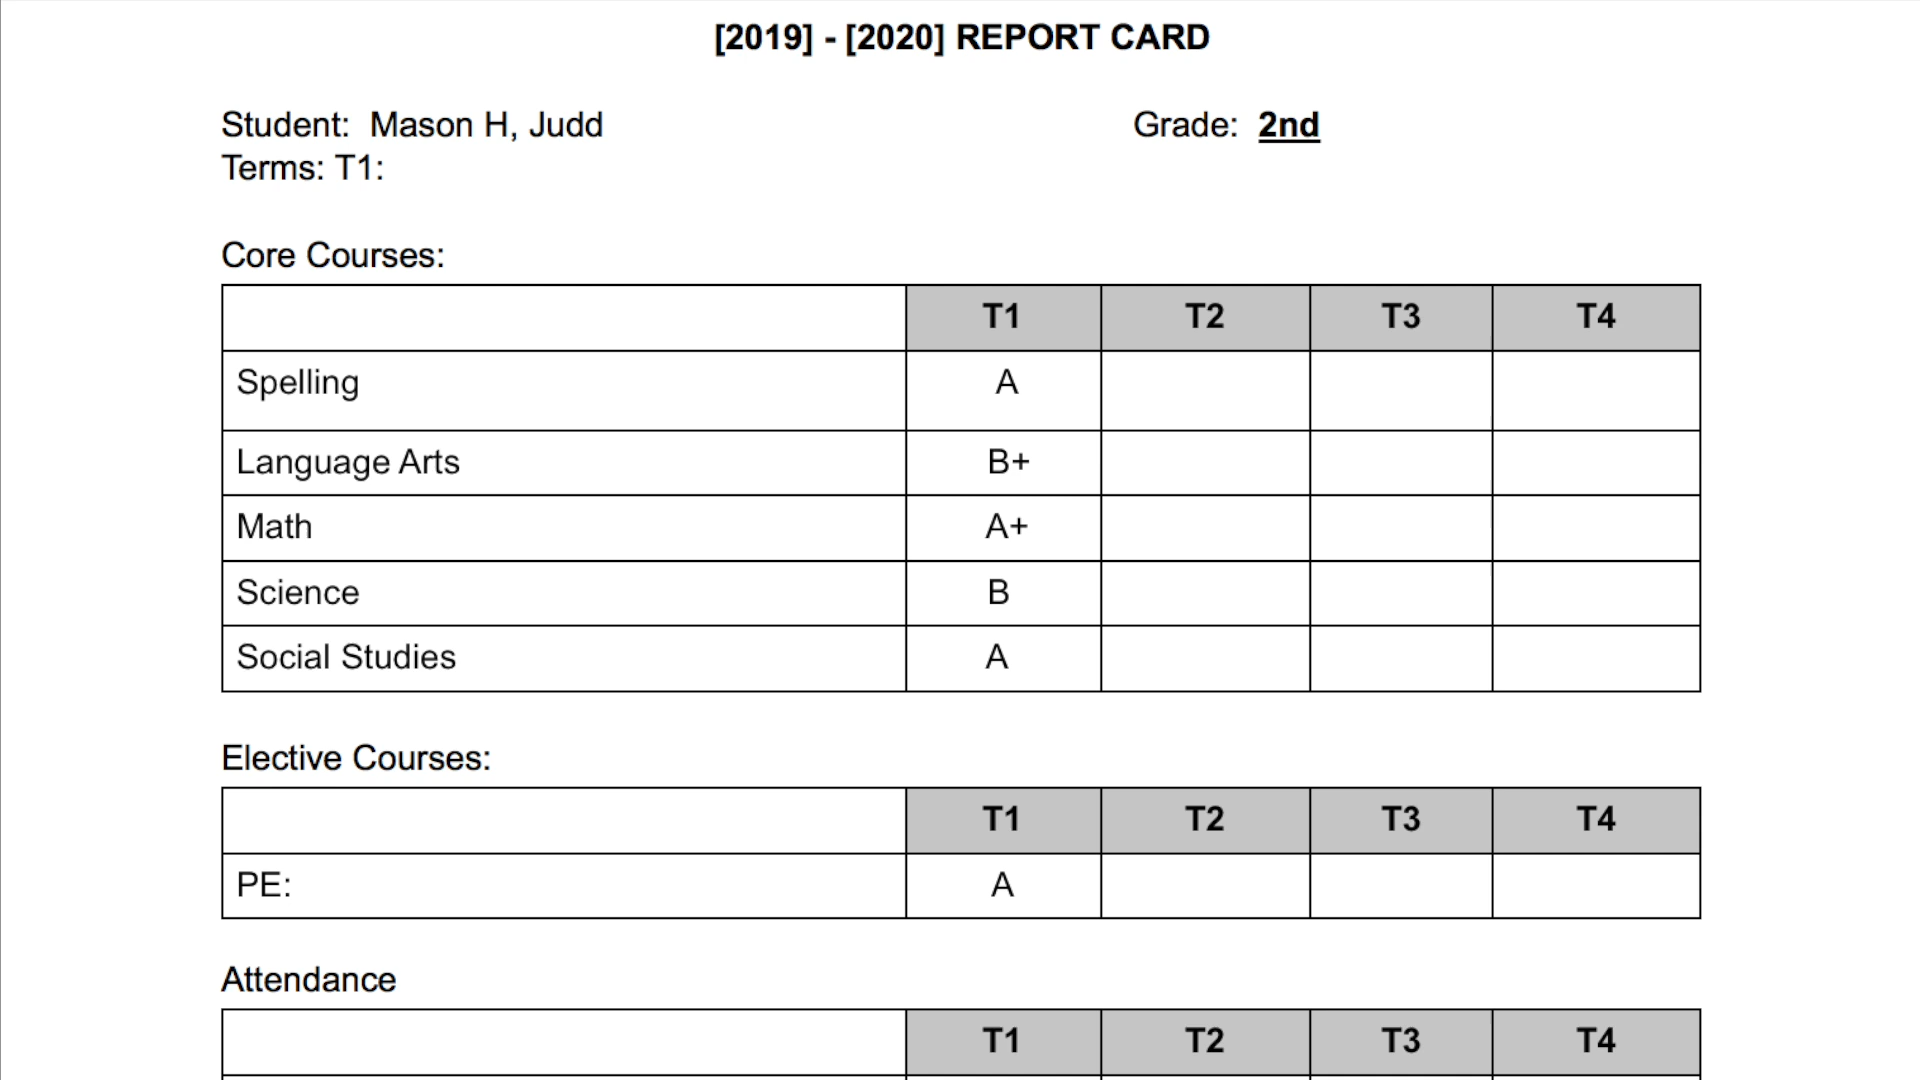 [2019] - [2020] REPORT CARD
Student: Mason H, Judd Grade: 2nd
Terms: T1:
Core Courses:
T1 T2 T3 T4
Spelling A
Language Arts B+
Math A+
Science B
Social Studies A
Elective Courses:
T1 T2 T3 T4
PE: A
Attendance
T1 T2 T3 T4